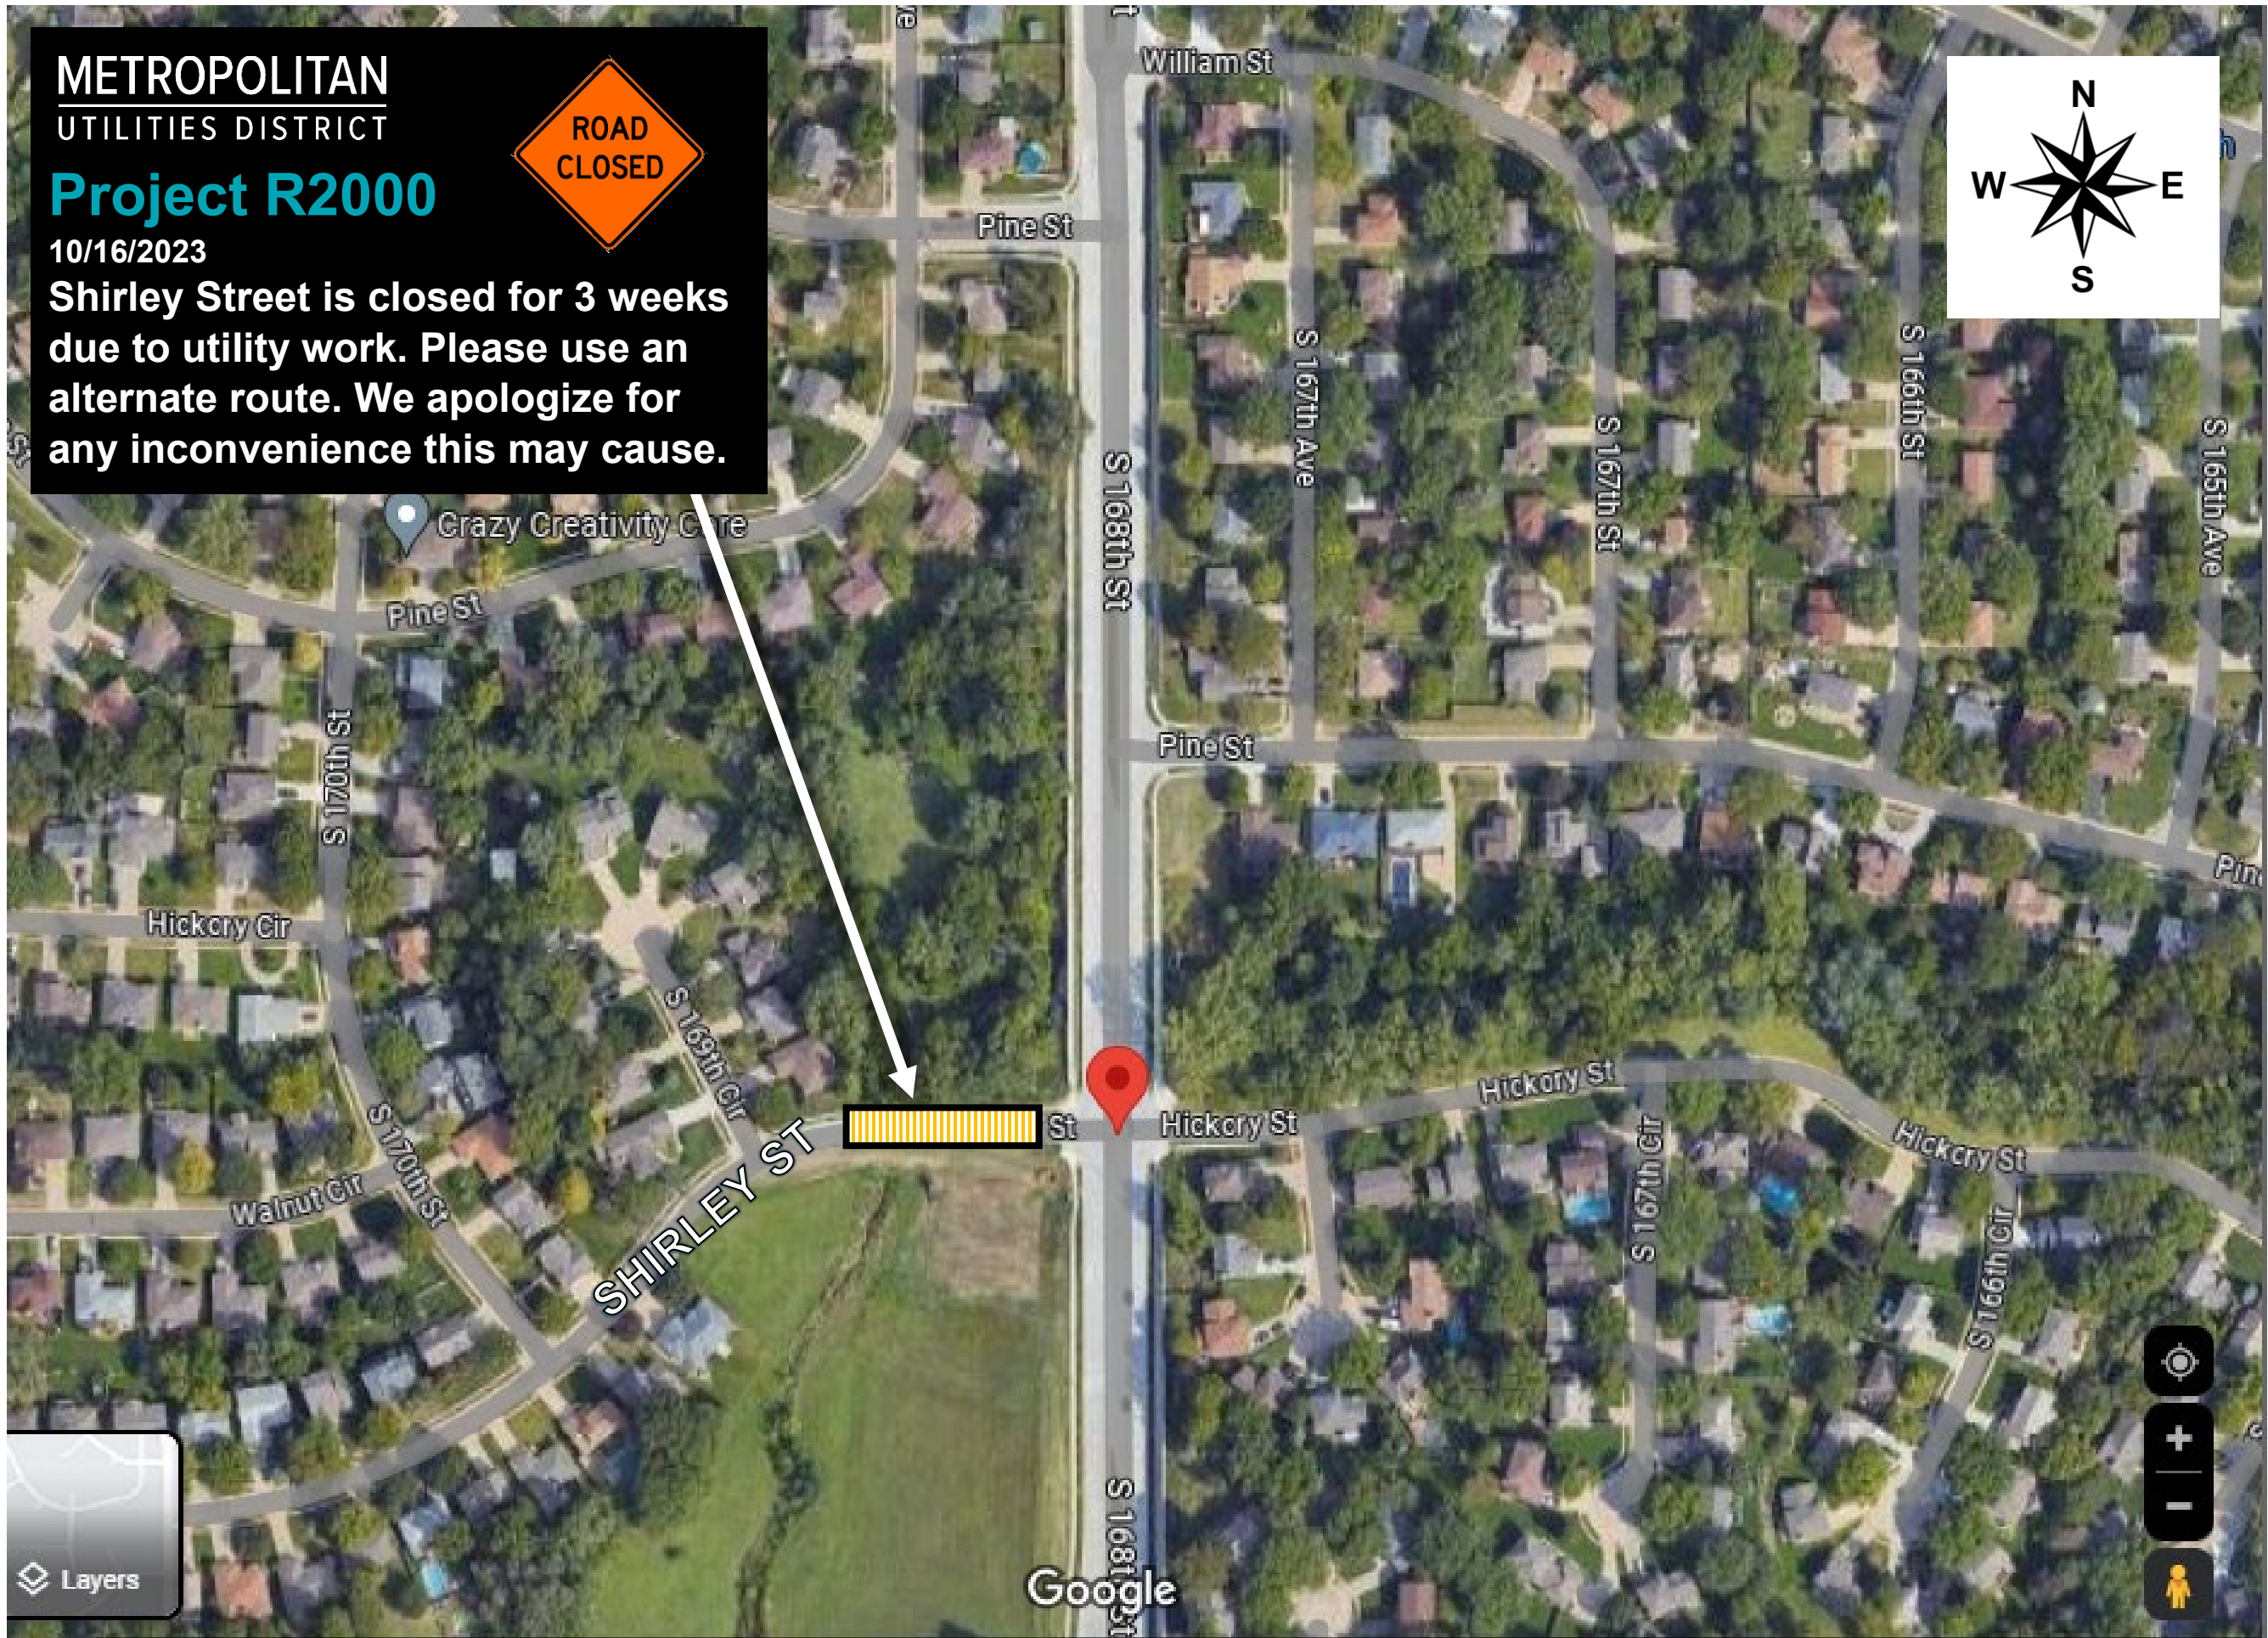 METROPOLITAN
UTILITIES DISTRICT
ROAD
CLOSED
Project R2000
10/16/2023
Shirley Street is closed for 3 weeks
due to utility work. Please use an
alternate route. We apologize for
any inconvenience this may cause.
N
W
E
S
William St
Pine St
S 167th Ave
S 166th St
S 167th St
S 165th Ave
S 168th St
Crazy Creativity Care
Pine St
S 170th St
Pine St
Pine
Hickory Cir
S 169th Cir
SHIRLEY ST
St
Hickory St
Hickory St
Hickory St
S 170th St
Walnut Cir
S 167th Cir
S 166th Cir
S 168th St
Google
Layers
+
−